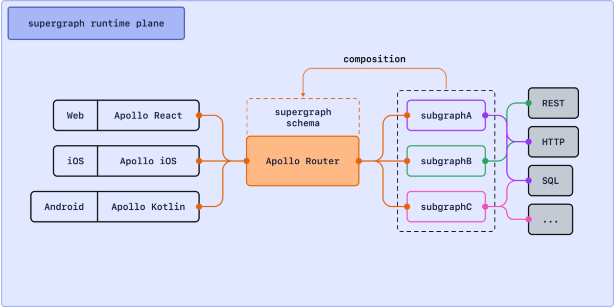 supergraph runtime plane
composition
supergraph
schema
Web
Apollo React
iOS
Apollo iOS
Android
Apollo Kotlin
Apollo Router
subgraphA
subgraphB
subgraphC
REST
HTTP
SQL
...